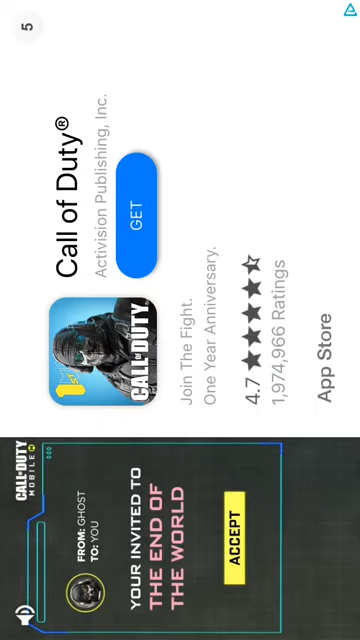 5
Call of Duty®
Activision Publishing, Inc.
GET
1ST
CALL OF DUTY
Join The Fight.
One Year Anniversary.
4.7
1,974,966 Ratings
App Store
CALL OF DUTY
MOBILE
FROM: GHOST
TO: YOU
YOUR INVITED TO
THE END OF
THE WORLD
ACCEPT